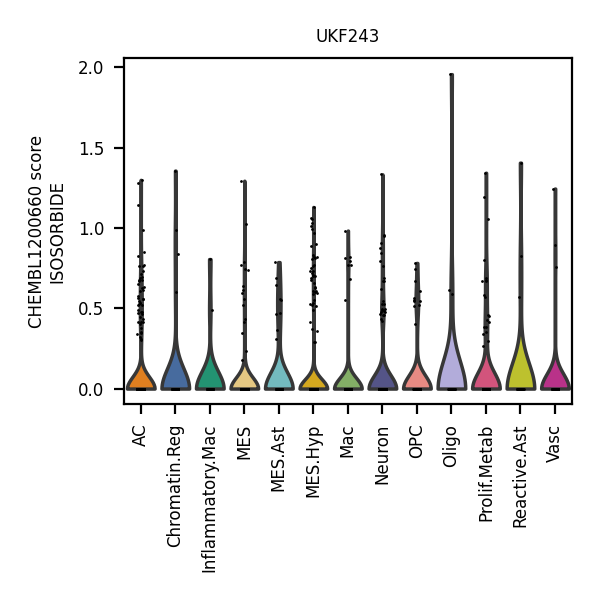 UKF243
CHEMBL1200660 score
ISOSORBIDE
2.0
1.5
1.0
0.5
0.0
AC
Chromatin.Reg
Inflammatory.Mac
MES
MES.Ast
MES.Hyp
Mac
Neuron
OPC
Oligo
Prolif.Metab
Reactive.Ast
Vasc